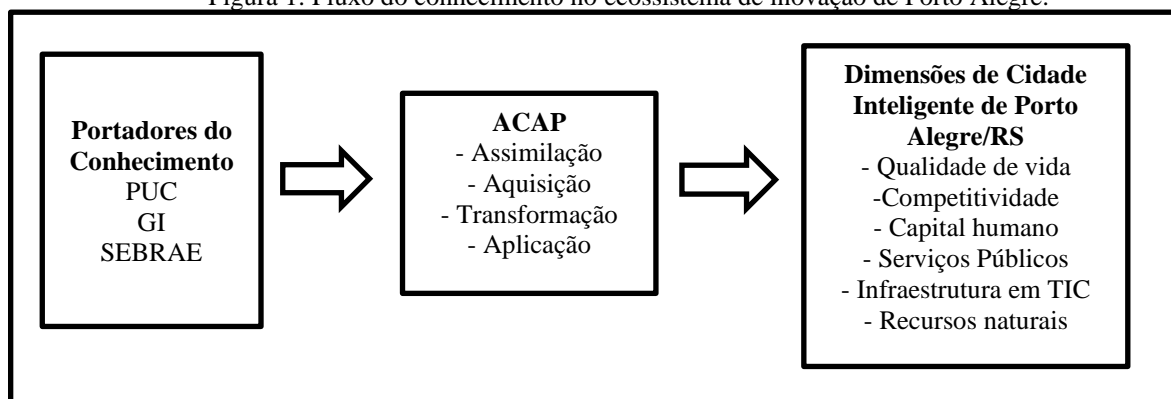 Figura 1: Fluxo do conhecimento no ecossistema de inovação de Porto Alegre.
Portadores do
Conhecimento
PUC
GI
SEBRAE
ACAP
- Assimilação
- Aquisição
- Transformação
- Aplicação
Dimensões de Cidade
Inteligente de Porto
Alegre/RS
- Qualidade de vida
-Competitividade
- Capital humano
- Serviços Públicos
- Infraestrutura em TIC
- Recursos naturais